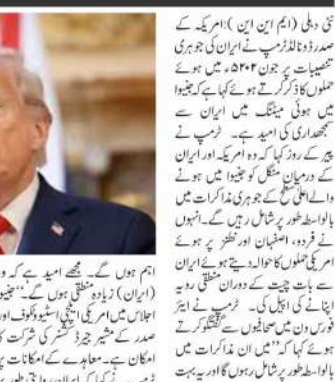 نئی دہلی (ایم این این): امریکہ کے
صدر ڈونالڈ ٹرمپ نے ایران کی جوہری
تنصیبات پر جون ۲۰۲۵ء میں ہوئے
حملوں کا ذکر کرتے ہوئے کہا ہے کہ جنیوا
میں ہوئی میٹنگ میں ایران سے
سمجھداری کی امید ہے۔ ٹرمپ نے
پیر کے روز کہا کہ وہ امریکہ اور ایران
کے درمیان منگل کو جنیوا میں ہونے
والے اعلیٰ سطح کے جوہری مذاکرات میں
بالواسطہ طور پر شامل رہیں گے۔ انہوں
نے فردو، اصفہان اور نطنز پر ہوئے
امریکی حملوں کا حوالہ دیتے ہوئے ایران
سے بات چیت کے دوران منطقی رویہ
اپنانے کی اپیل کی۔ ٹرمپ نے ایئر
فورس ون میں صحافیوں سے گفتگو کرتے
ہوئے کہا کہ ”میں ان مذاکرات میں
بالواسطہ طور پر شامل رہوں گا اور یہ بہت
اہم ہوں گے۔ مجھے امید ہے کہ وہ
(ایران) زیادہ منطقی ہوں گے۔“ جنیوا
اجلاس میں امریکی ایلچی اسٹیو وٹکوف اور
صدر کے مشیر جیرڈ کشنر کی شرکت کا
امکان ہے۔ معاہدے کے امکانات پر